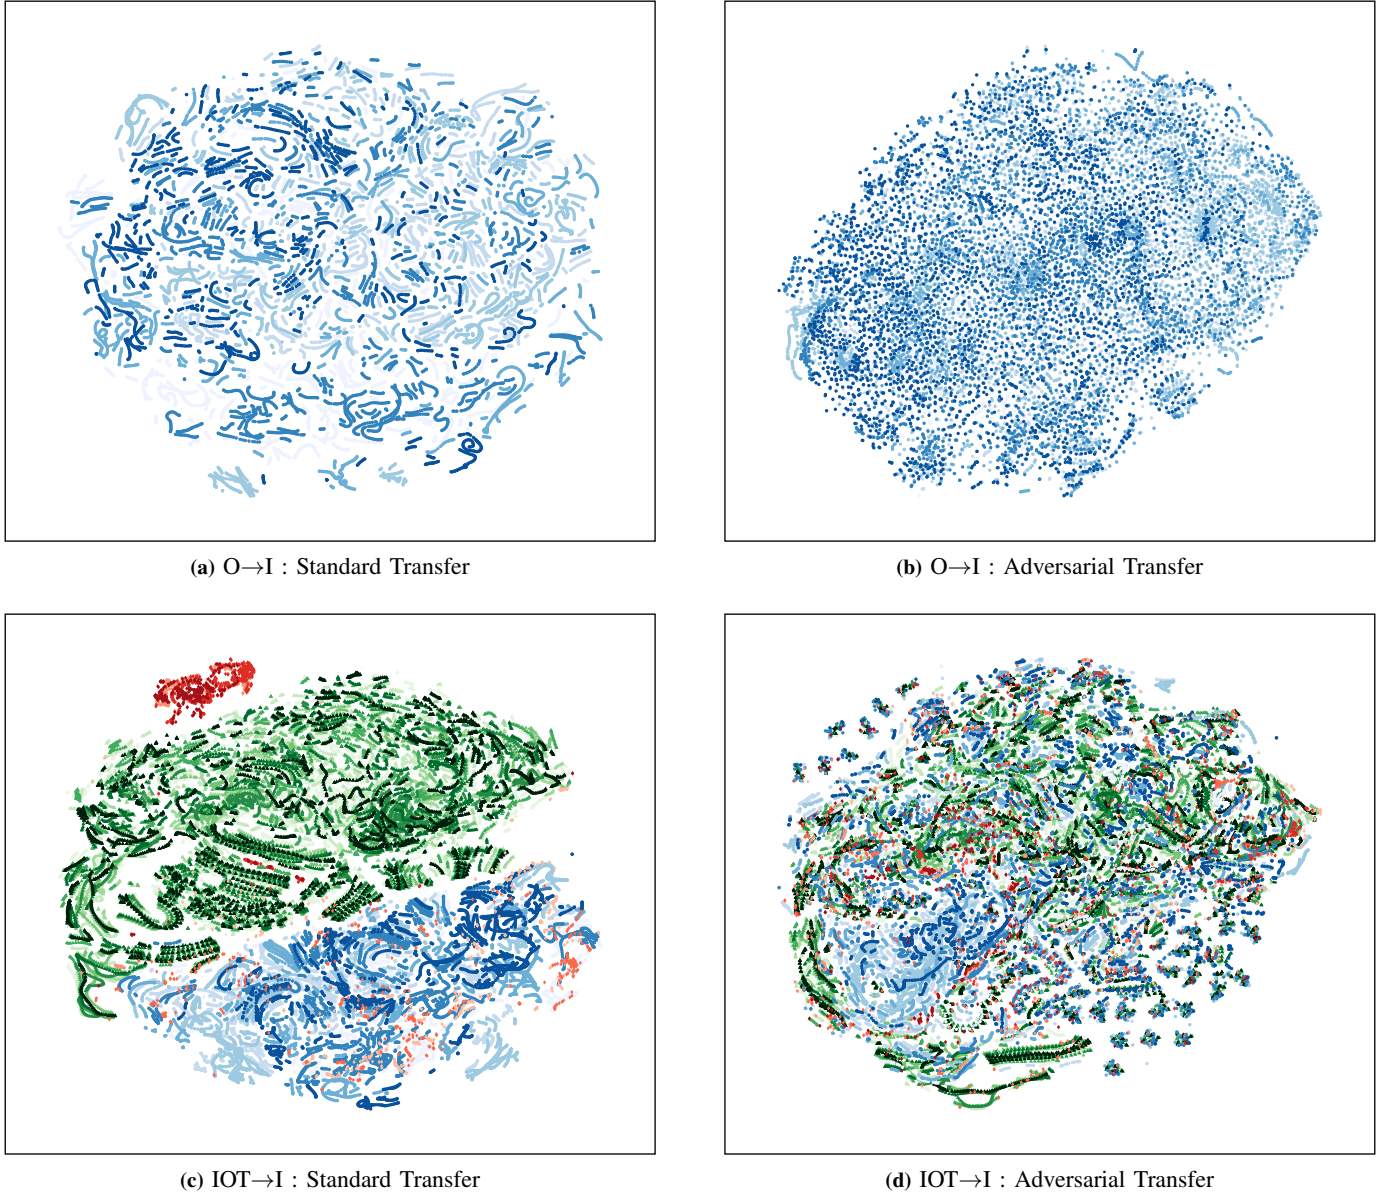 (a) O→I : Standard Transfer
(b) O→I : Adversarial Transfer
(c) IOT→I : Standard Transfer
(d) IOT→I : Adversarial Transfer